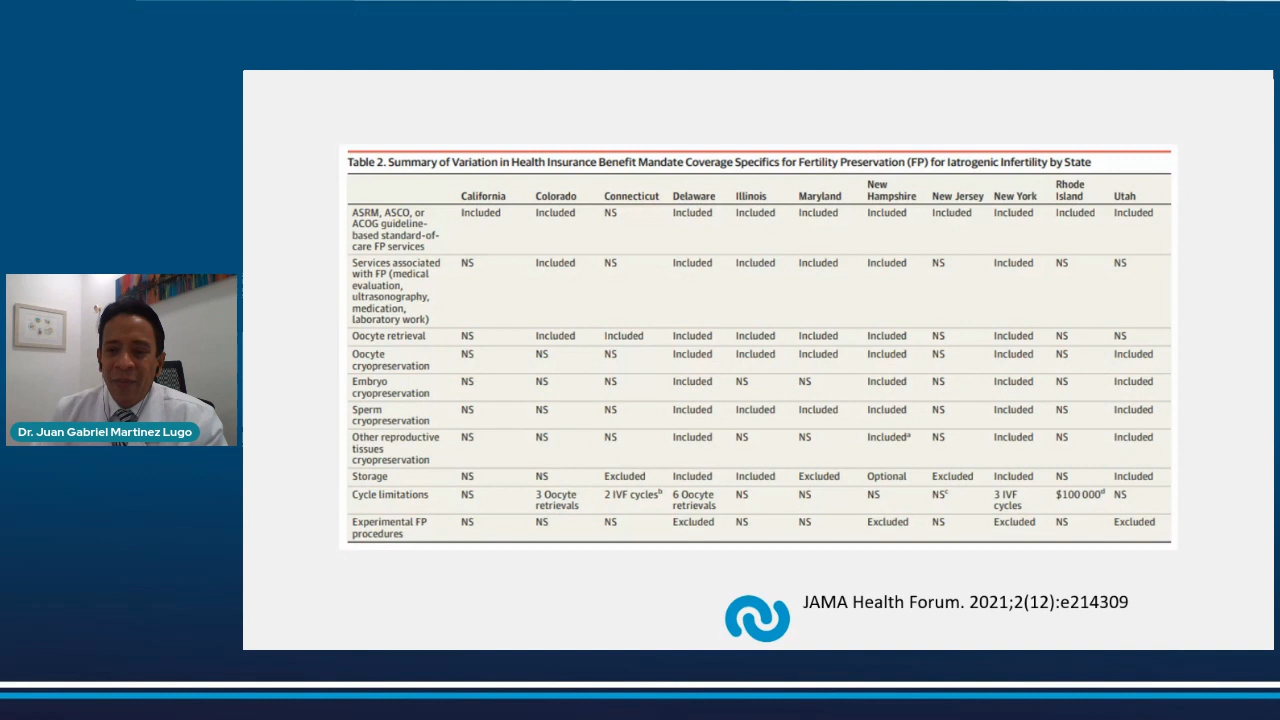 Table 2. Summary of Variation in Health Insurance Benefit Mandate Coverage Specifics for Fertility Preservation (FP) for Iatrogenic Infertility by State
California Colorado Connecticut Delaware Illinois Maryland New Hampshire New Jersey New York Rhode Island Utah
ASRM, ASCO, or ACOG guideline-based standard-of-care FP services Included Included NS Included Included Included Included Included Included Included Included
Services associated with FP (medical evaluation, ultrasonography, medication, laboratory work) NS Included NS Included Included Included Included NS Included NS NS
Oocyte retrieval NS Included Included Included Included Included Included NS Included NS NS
Oocyte cryopreservation NS NS NS Included Included Included Included NS Included NS Included
Embryo cryopreservation NS NS NS Included NS NS Included NS Included NS Included
Sperm cryopreservation NS NS NS Included Included Included Included NS Included NS Included
Other reproductive tissues cryopreservation NS NS NS Included NS NS Included^a NS Included NS Included
Storage NS NS Excluded Included Included Excluded Optional Excluded Included NS Included
Cycle limitations NS 3 Oocyte retrievals 2 IVF cycles^b 6 Oocyte retrievals NS NS NS NS^c 3 IVF cycles $100 000^d NS
Experimental FP procedures NS NS NS Excluded NS NS Excluded NS Excluded NS Excluded
Dr. Juan Gabriel Martinez Lugo
JAMA Health Forum. 2021;2(12):e214309